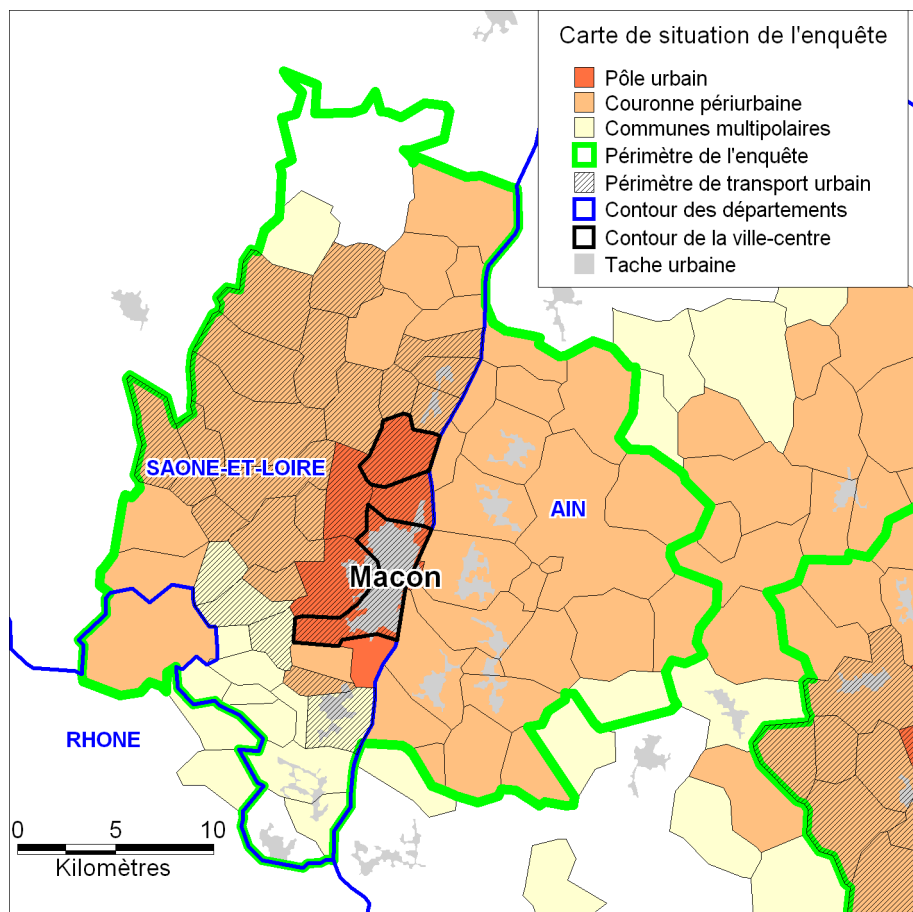 Carte de situation de l'enquête
Pôle urbain
Couronne périurbaine
Communes multipolaires
Périmètre de l'enquête
Périmètre de transport urbain
Contour des départements
Contour de la ville-centre
Tache urbaine
SAONE-ET-LOIRE
AIN
Macon
RHONE
0 5 10
Kilomètres